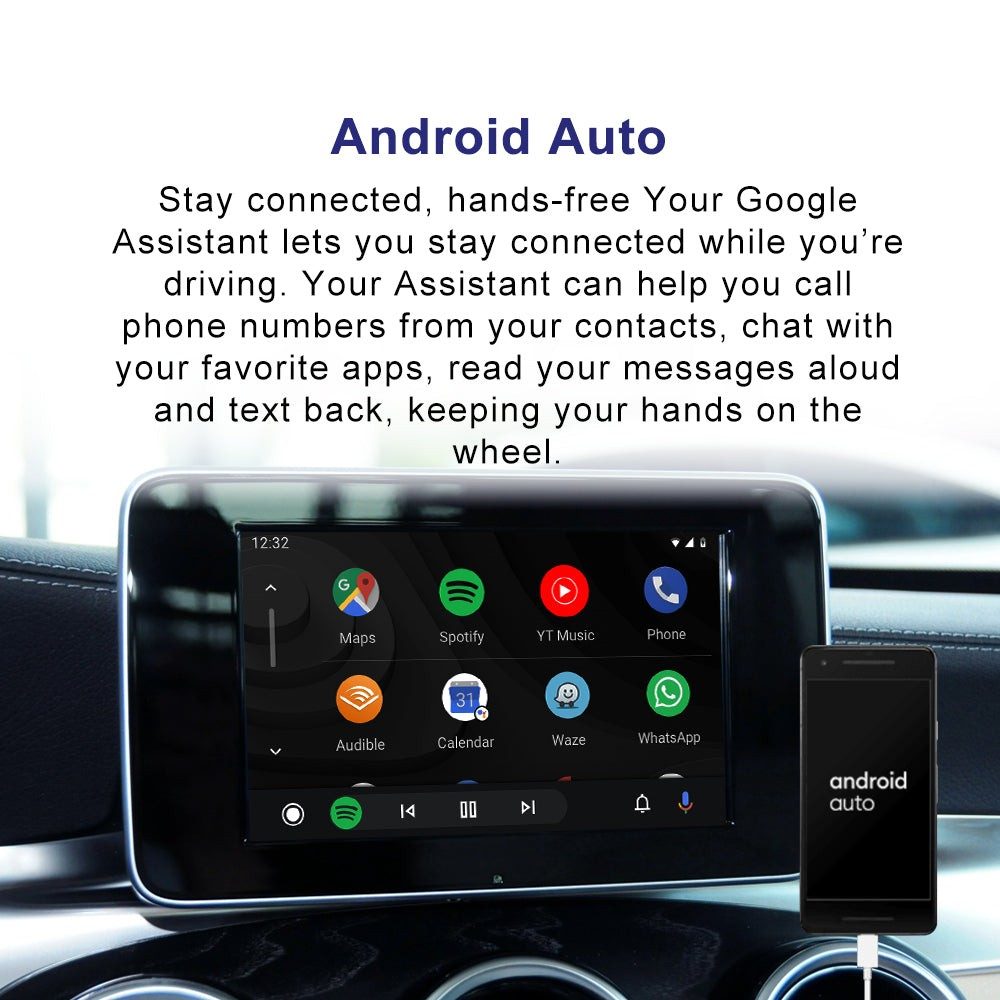 Android Auto
Stay connected, hands-free Your Google
Assistant lets you stay connected while you’re
driving. Your Assistant can help you call
phone numbers from your contacts, chat with
your favorite apps, read your messages aloud
and text back, keeping your hands on the
wheel.
12:32
G
Maps
Spotify
YT Music
Phone
31
Audible
Calendar
Waze
WhatsApp
android
auto